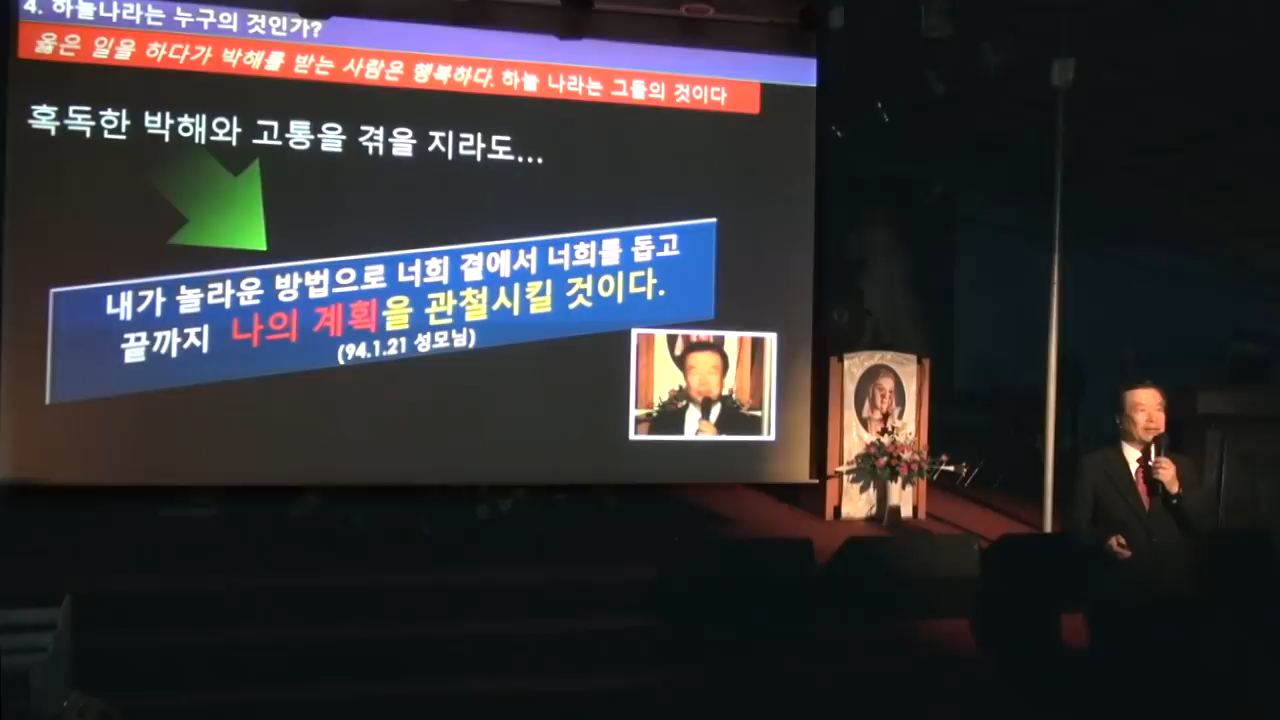 4. 하늘나라는 누구의 것인가?
옳은 일을 하다가 박해를 받는 사람은 행복하다. 하늘 나라는 그들의 것이다
혹독한 박해와 고통을 겪을 지라도...
내가 놀라운 방법으로 너희 곁에서 너희를 돕고
끝까지 나의 계획을 관철시킬 것이다.
(94.1.21 성모님)